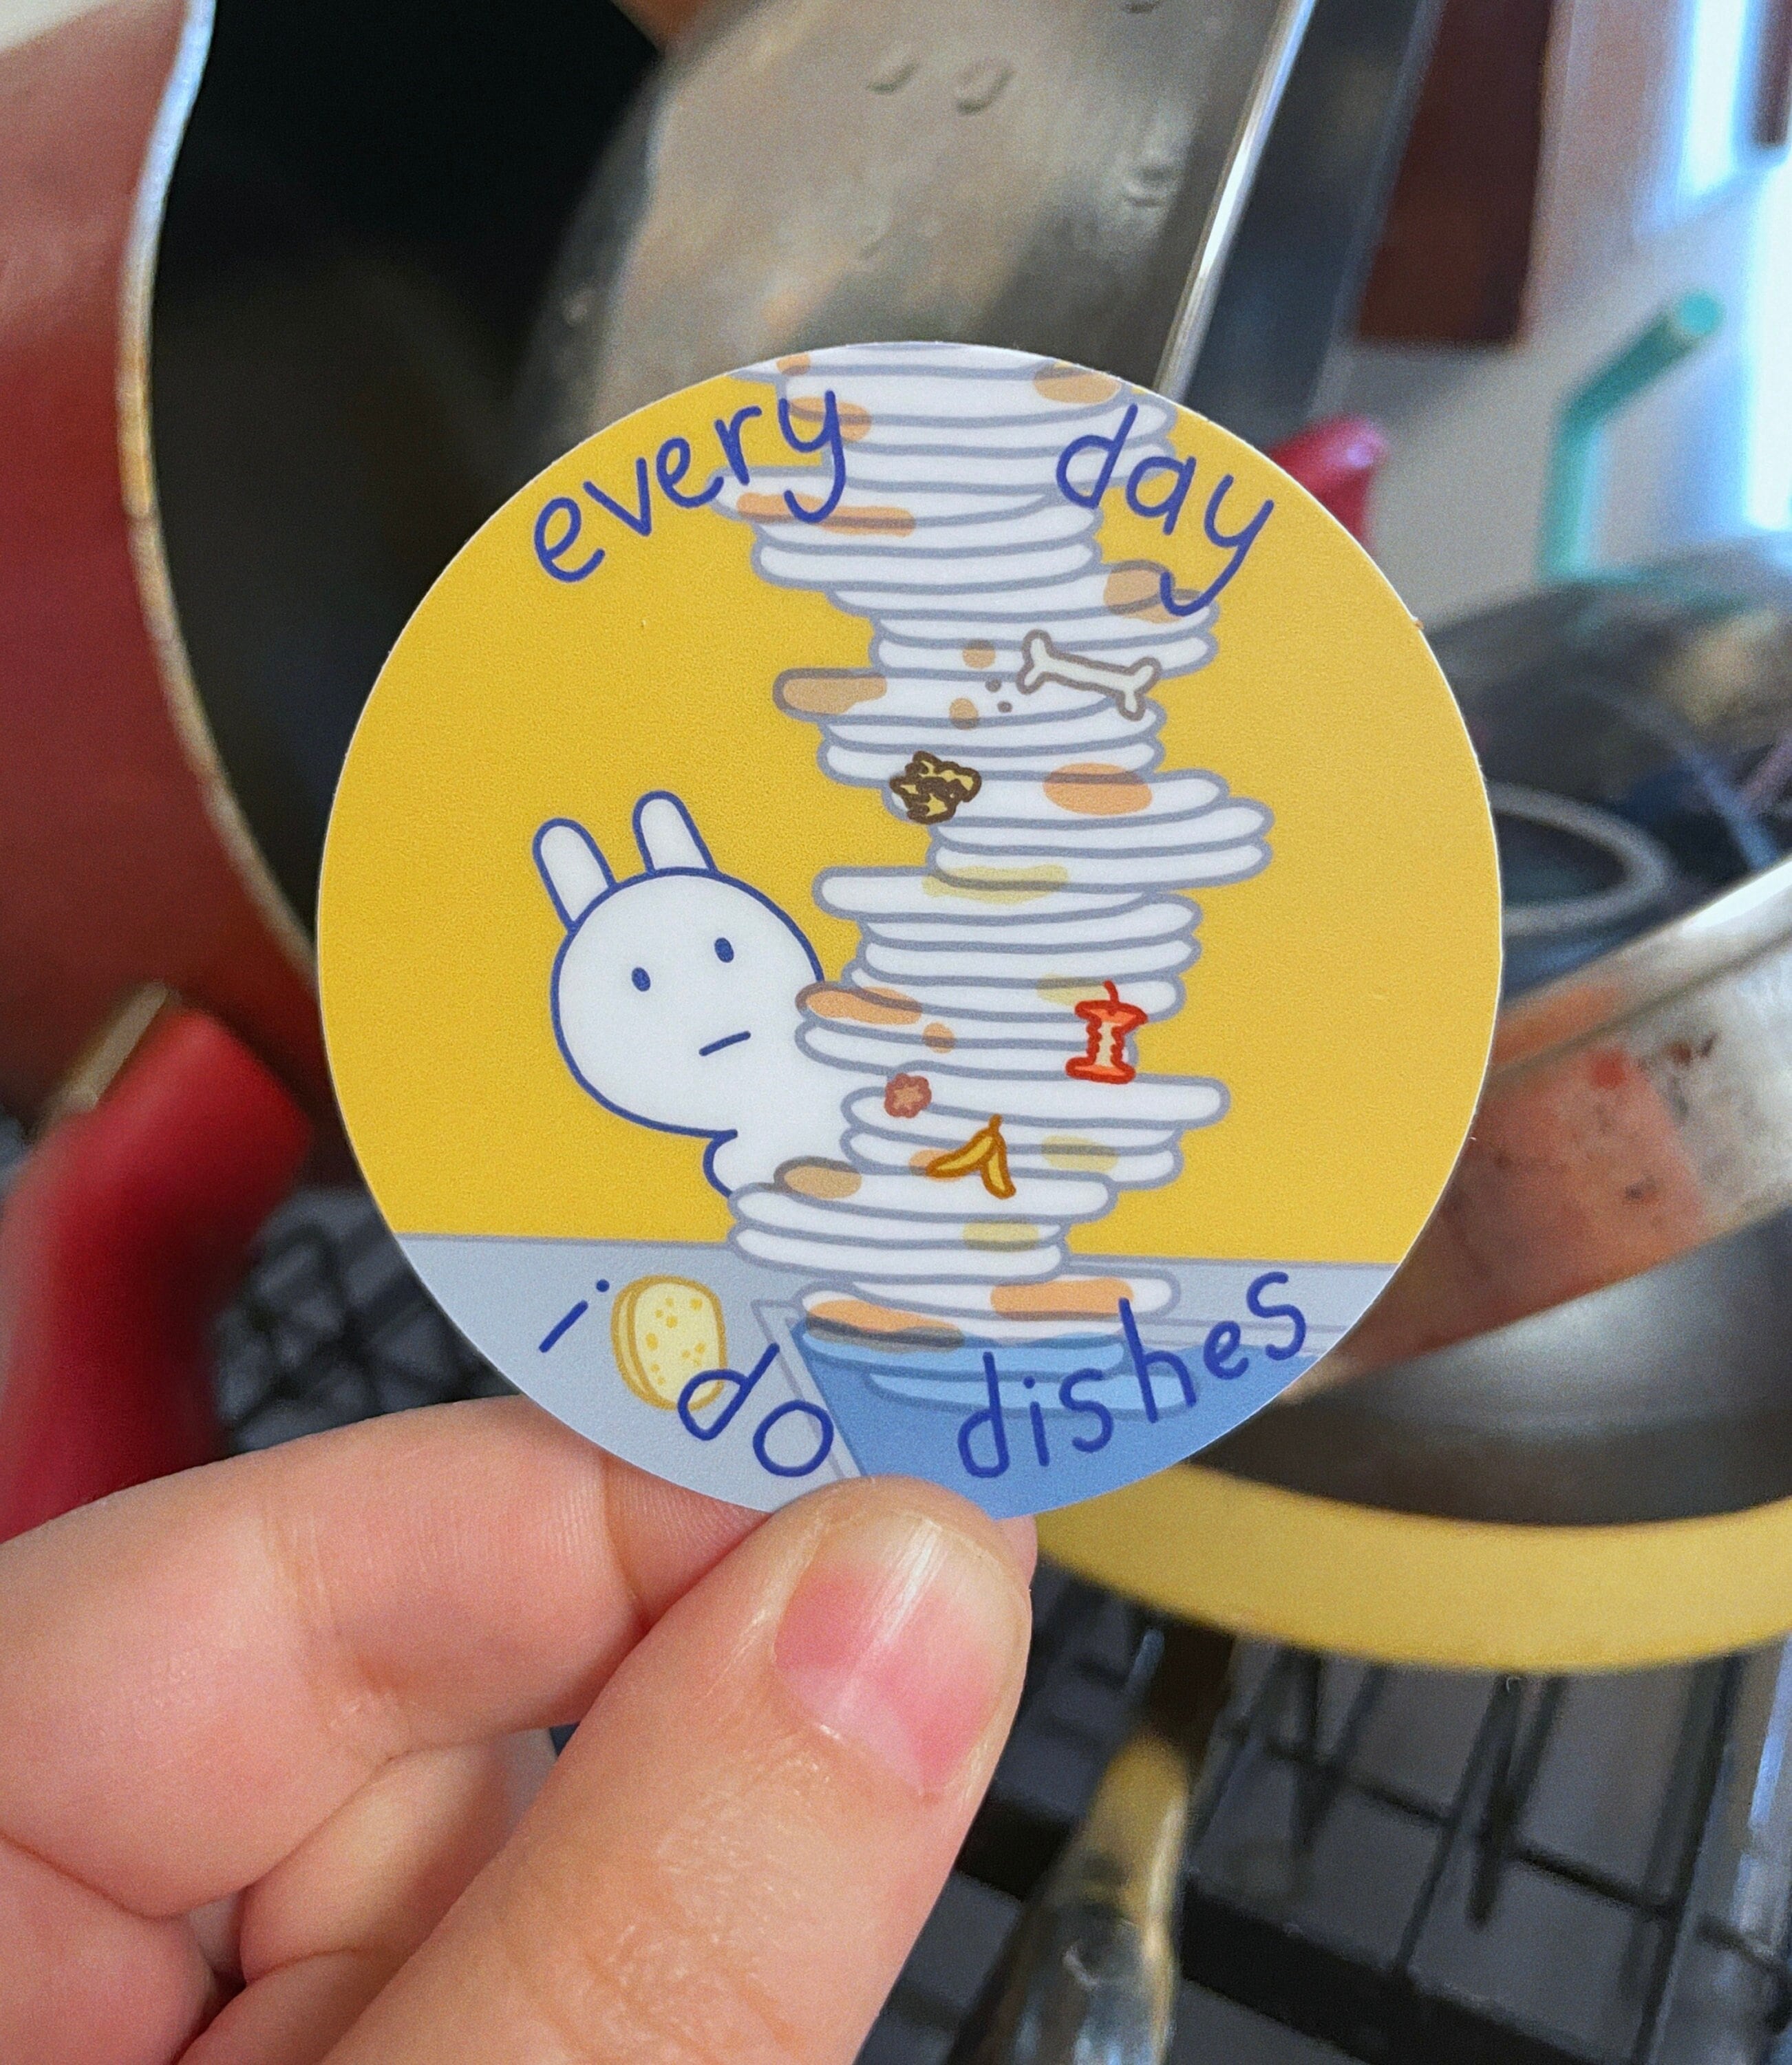 every day
i do dishes